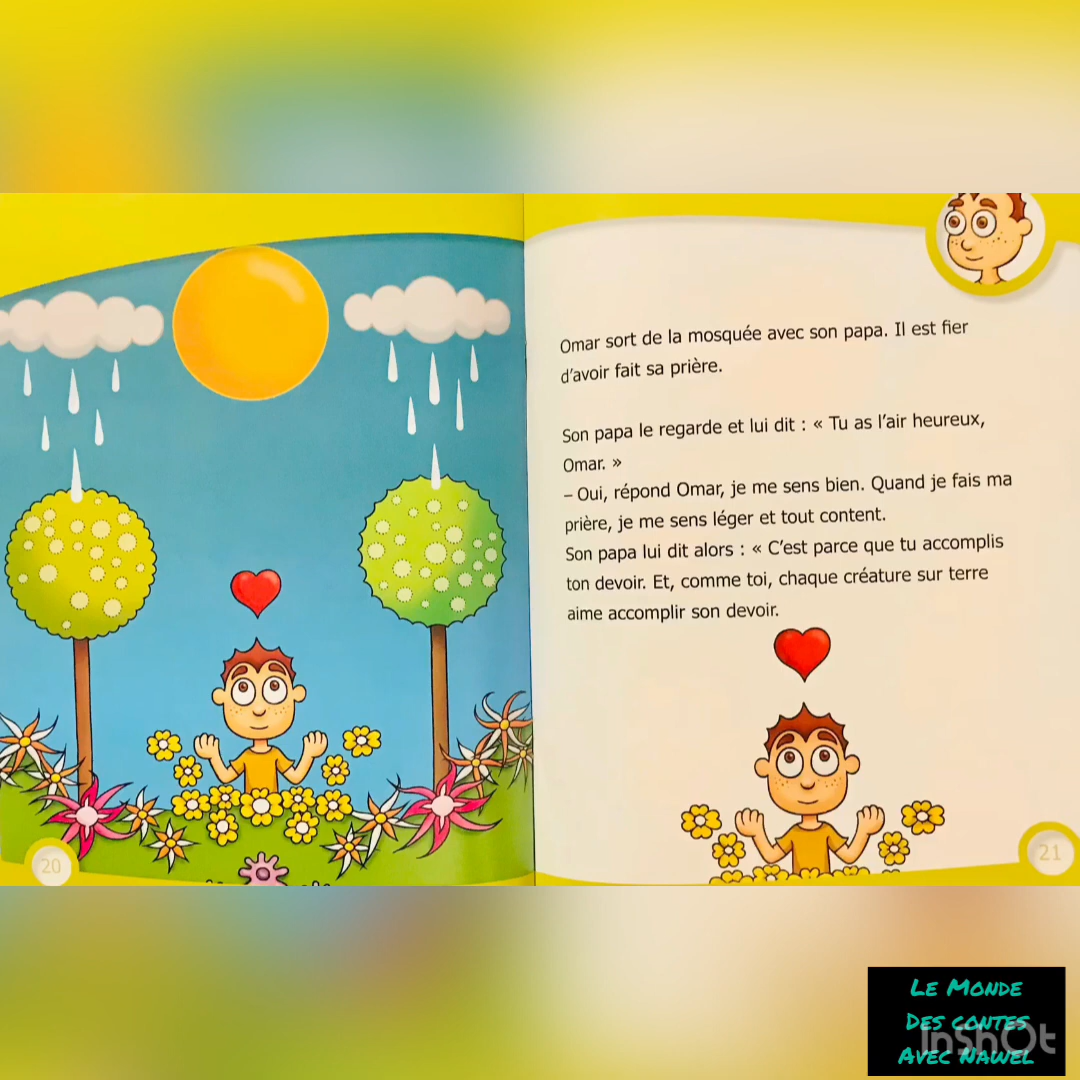 Omar sort de la mosquée avec son papa. Il est fier
d'avoir fait sa prière.
Son papa le regarde et lui dit : « Tu as l'air heureux,
Omar. »
– Oui, répond Omar, je me sens bien. Quand je fais ma
prière, je me sens léger et tout content.
Son papa lui dit alors : « C'est parce que tu accomplis
ton devoir. Et, comme toi, chaque créature sur terre
aime accomplir son devoir.
20
21
Le Monde
Des contes
Avec Nawel
InShOt